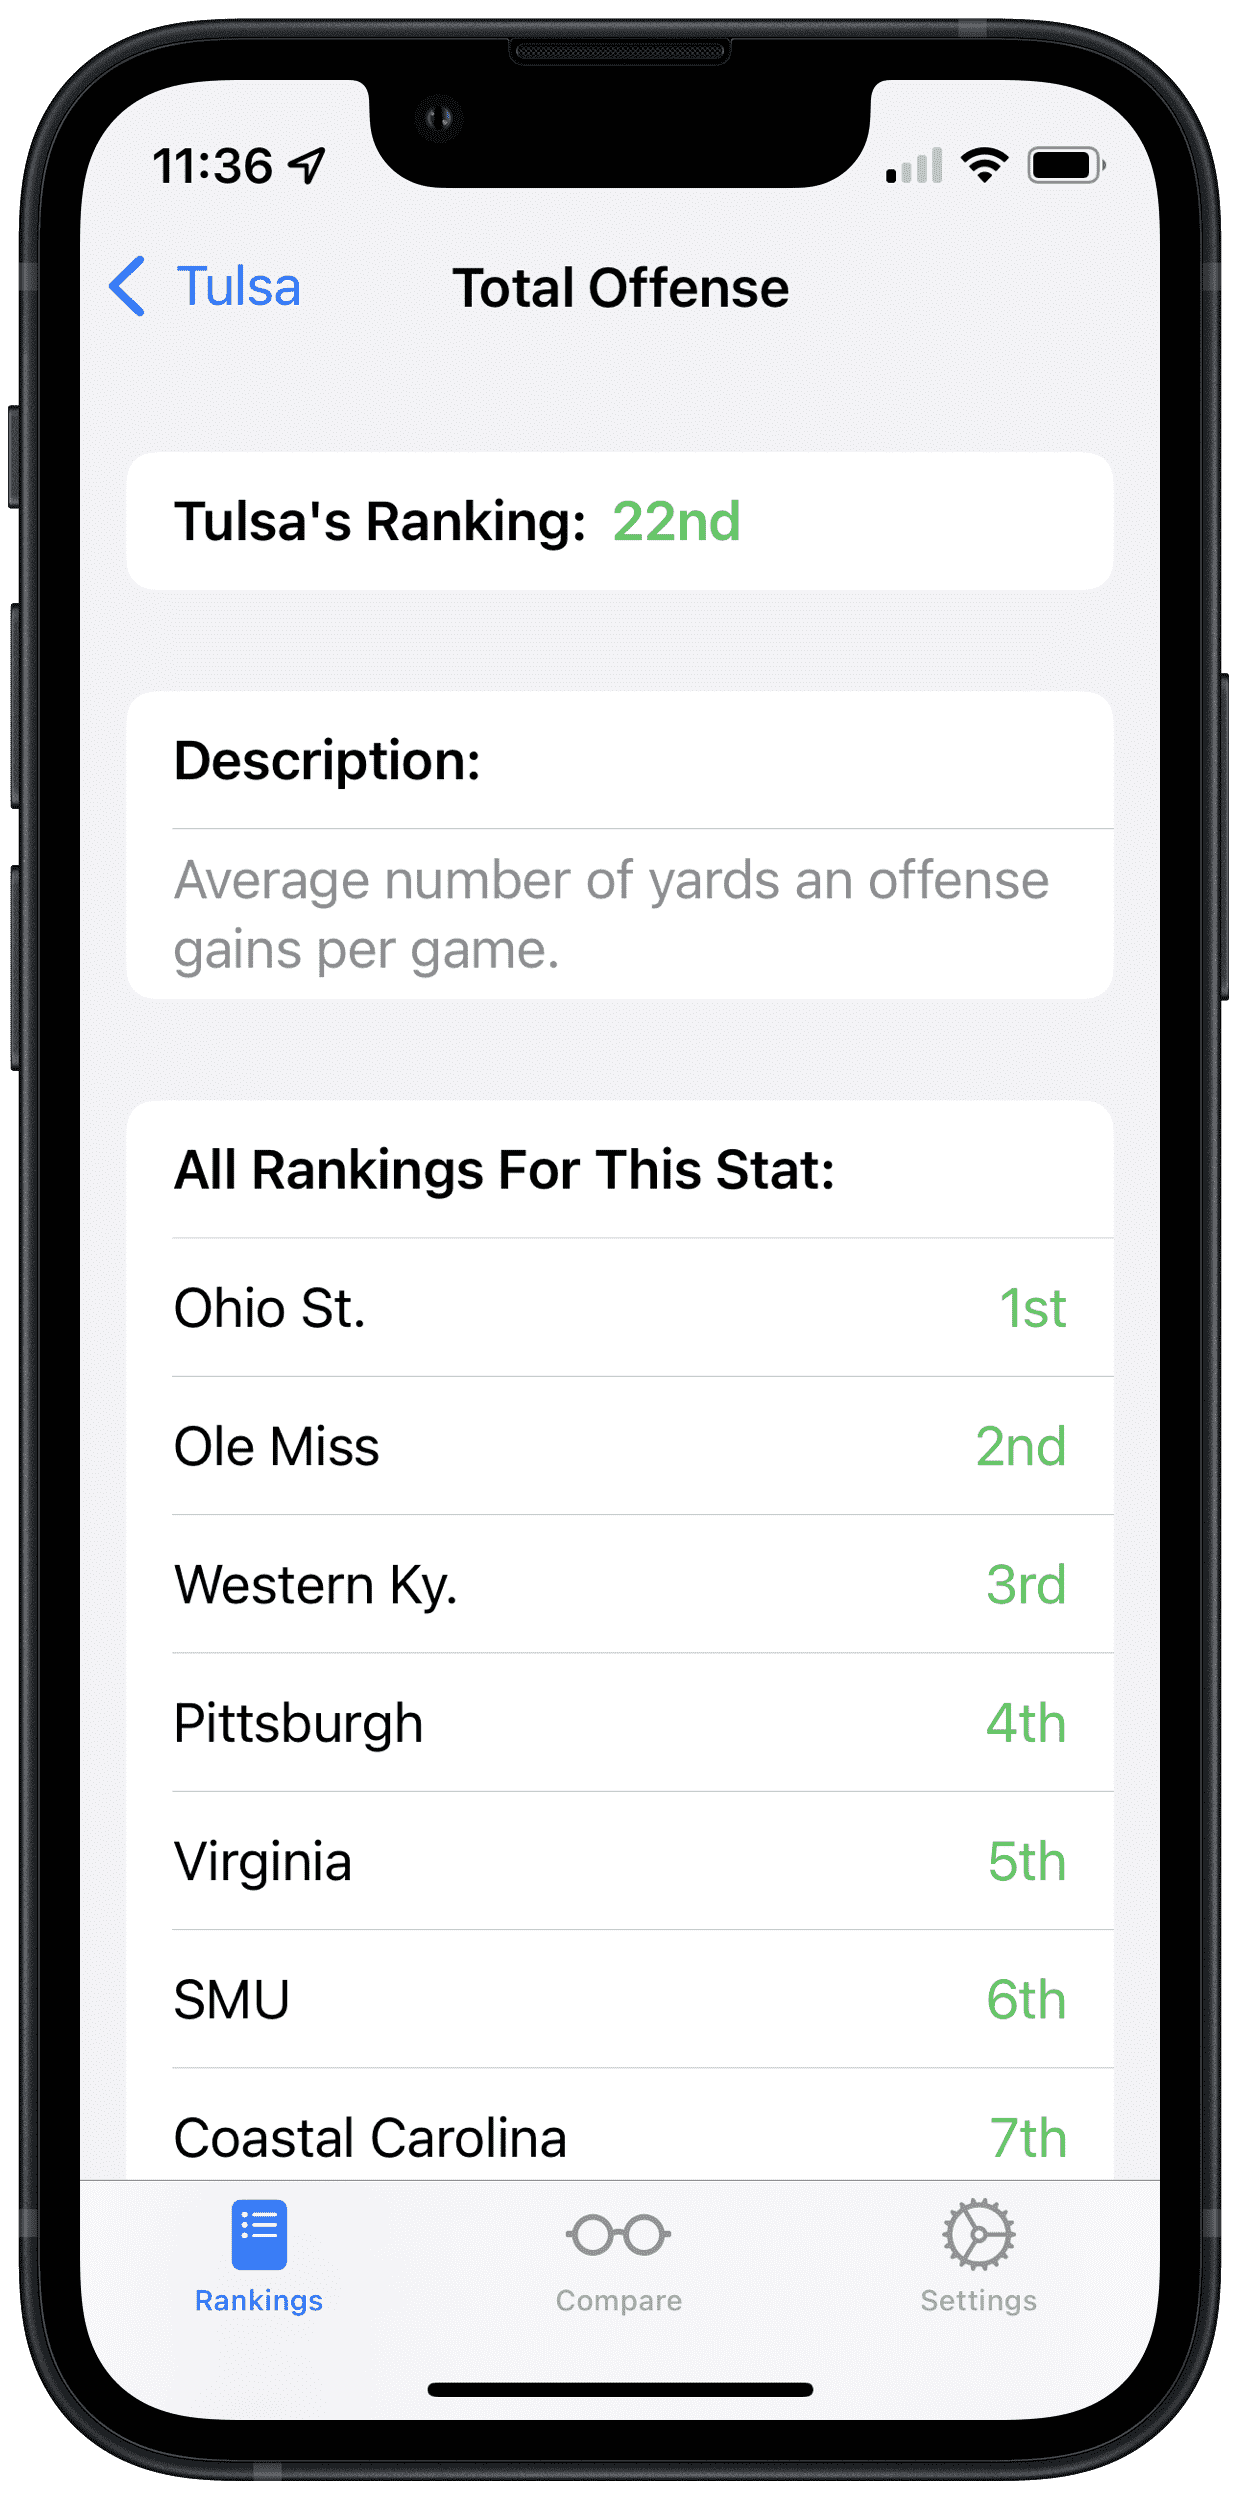 11:36
Tulsa
Total Offense
Tulsa's Ranking: 22nd
Description:
Average number of yards an offense
gains per game.
All Rankings For This Stat:
Ohio St. 1st
Ole Miss 2nd
Western Ky. 3rd
Pittsburgh 4th
Virginia 5th
SMU 6th
Coastal Carolina 7th
Rankings Compare Settings